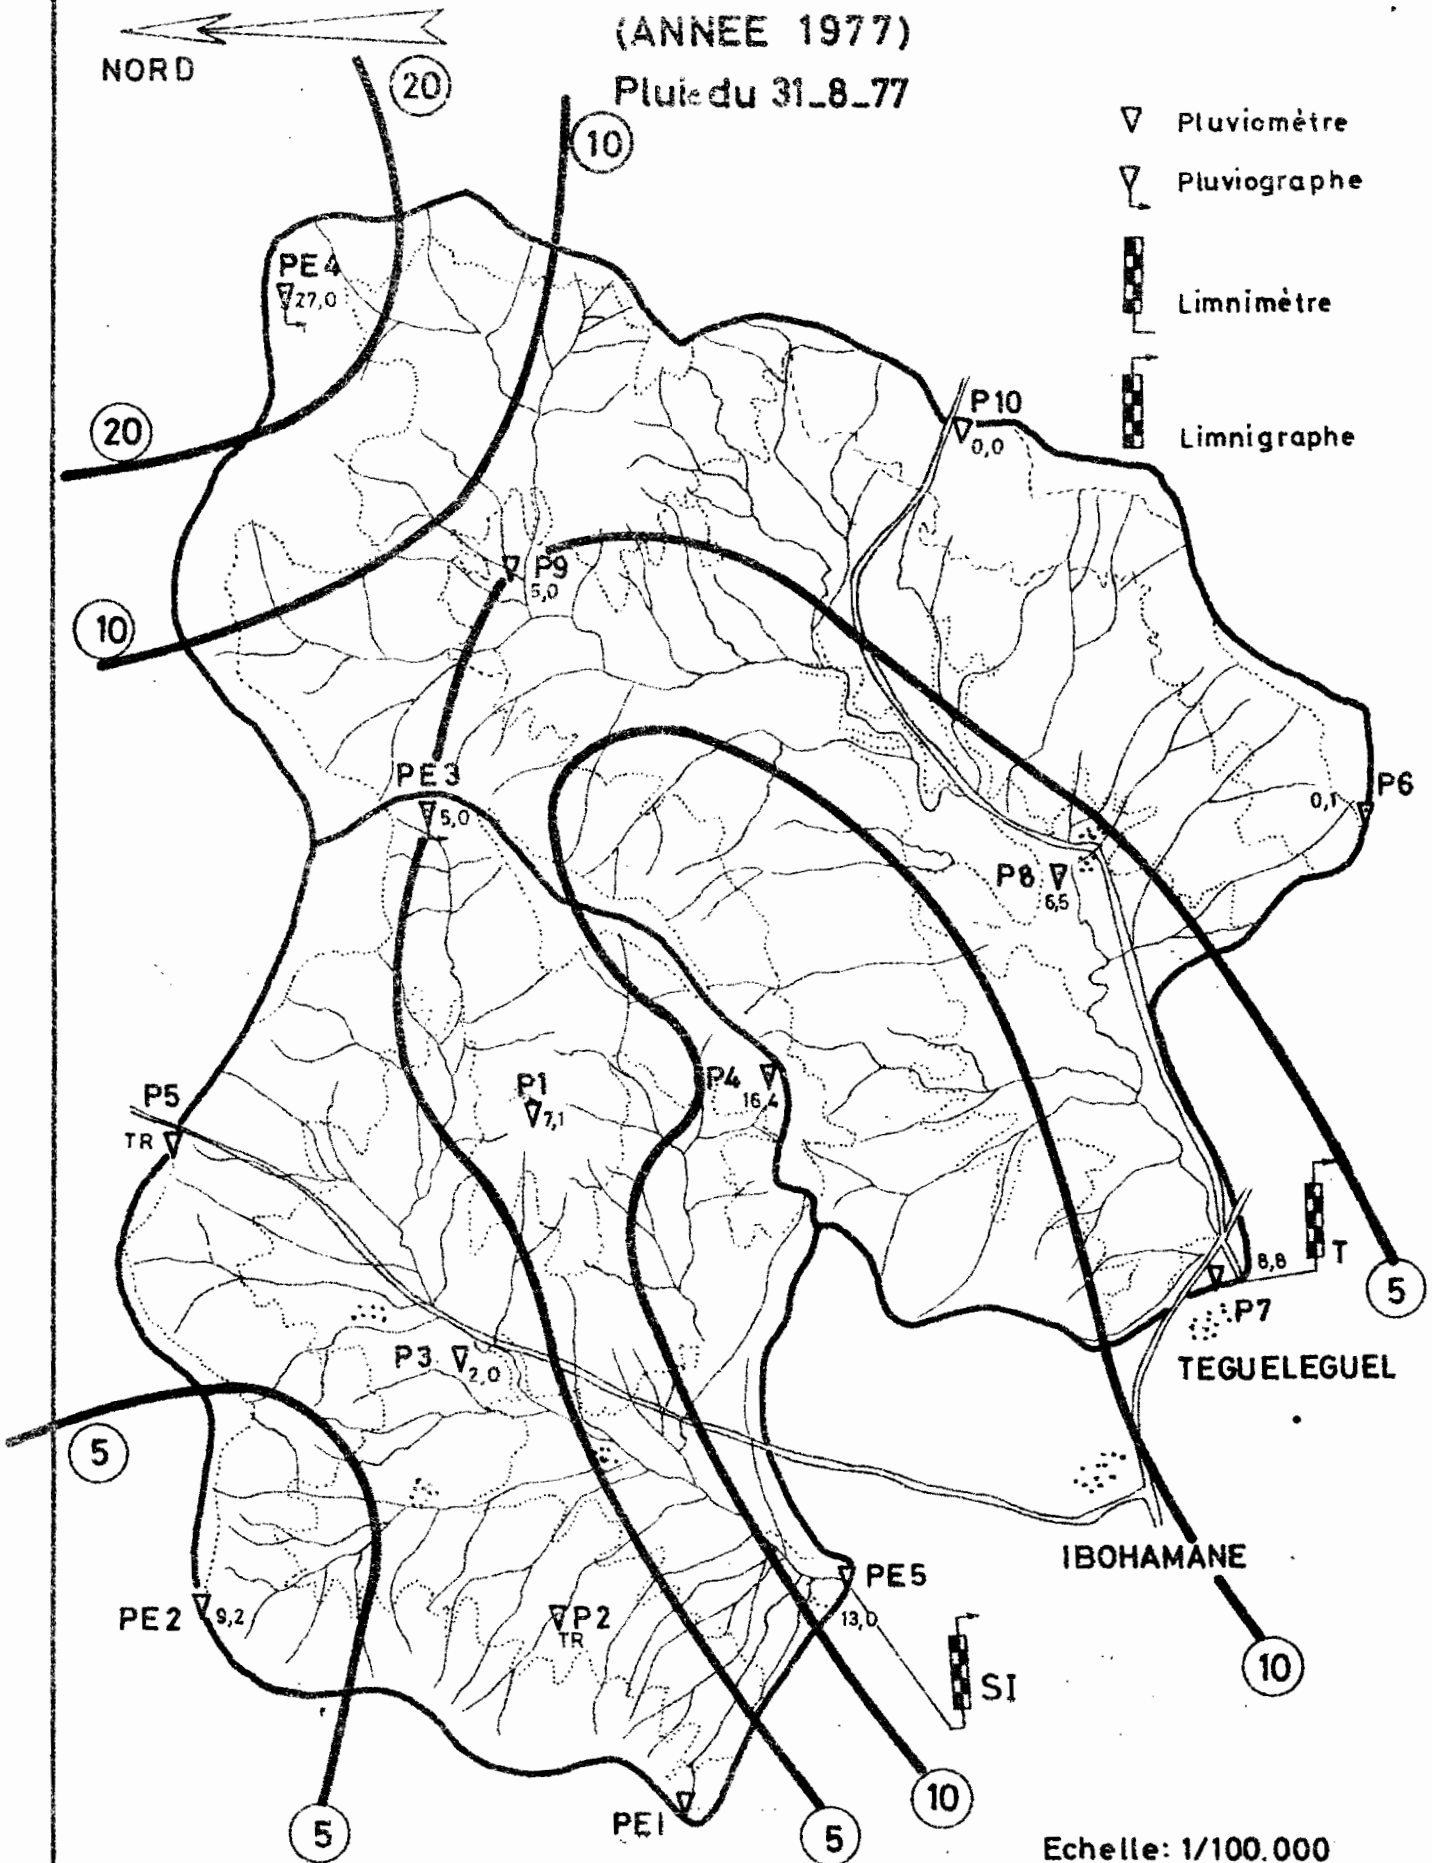 (ANNEE 1977)
NORD
Pluie du 31_8_77
20
10
Pluviomètre
Pluviographe
Limnimètre
Limnigraphe
PE4
27,0
P10
0,0
20
P9
5,0
10
PE3
5,0
P6
P8
6,5
P4
16,4
P1
7,1
P5
TR
8,8
T
5
P7
TEGUELEGUEL
P3
2,0
5
IBOHAMANE
PE5
13,0
PE2
9,2
P2
TR
10
SI
10
PE1
5
5
Echelle: 1/100.000